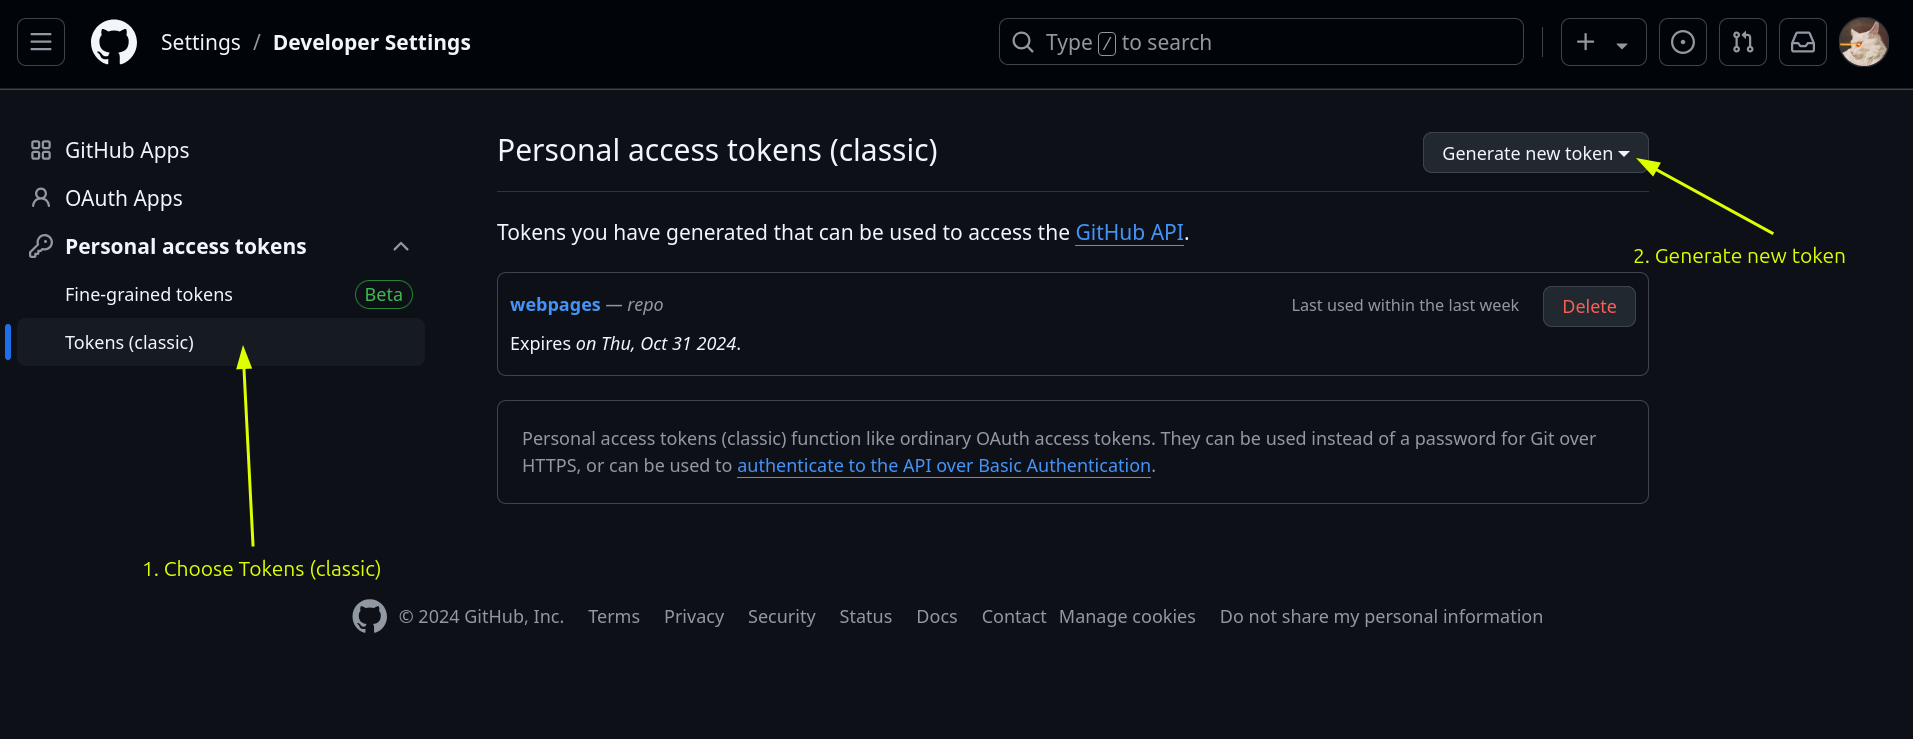 Settings / Developer Settings
Type / to search
GitHub Apps
OAuth Apps
Personal access tokens
Fine-grained tokens Beta
Tokens (classic)
1. Choose Tokens (classic)
Personal access tokens (classic)
Generate new token
2. Generate new token
Tokens you have generated that can be used to access the GitHub API.
webpages — repo
Last used within the last week
Delete
Expires on Thu, Oct 31 2024.
Personal access tokens (classic) function like ordinary OAuth access tokens. They can be used instead of a password for Git over
HTTPS, or can be used to authenticate to the API over Basic Authentication.
© 2024 GitHub, Inc. Terms Privacy Security Status Docs Contact Manage cookies Do not share my personal information